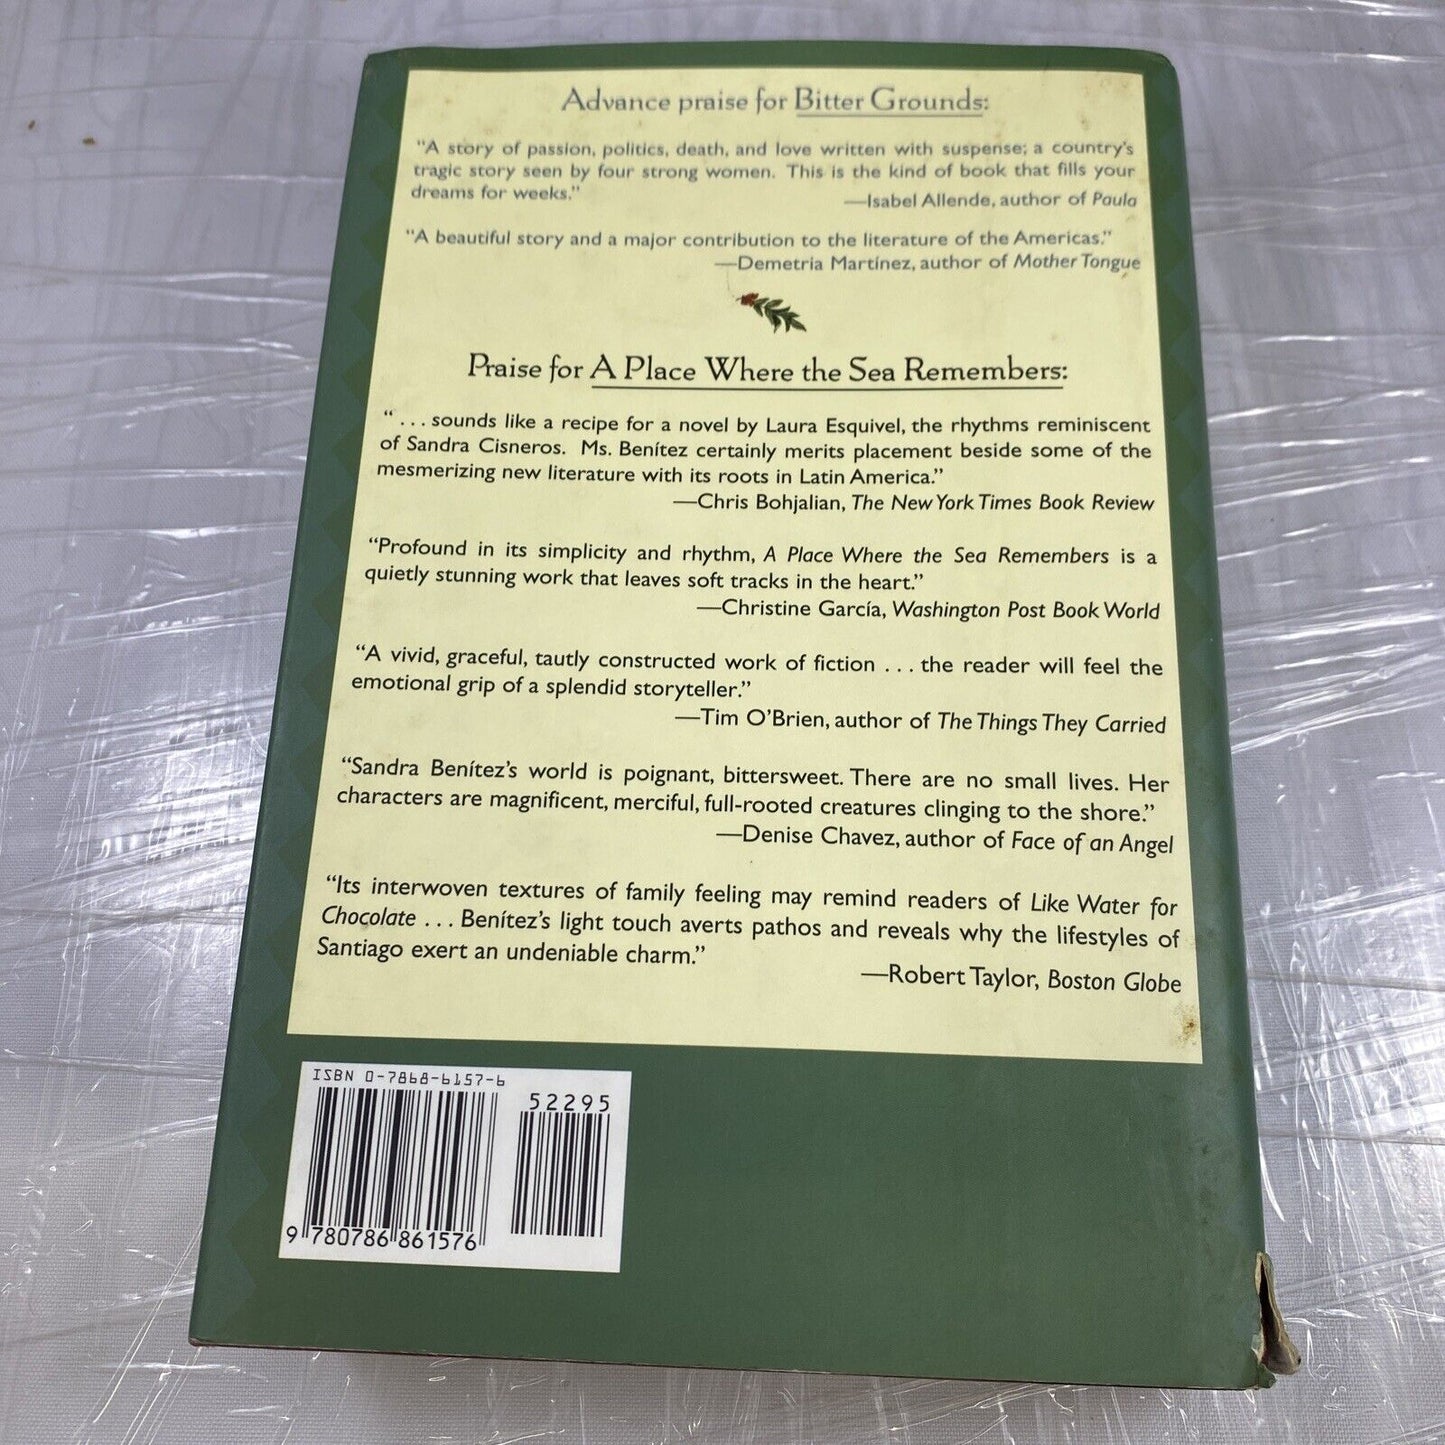 Advance praise for Bitter Grounds:
"A story of passion, politics, death, and love written with suspense; a country's
tragic story seen by four strong women. This is the kind of book that fills your
dreams for weeks."
—Isabel Allende, author of Paula
"A beautiful story and a major contribution to the literature of the Americas."
—Demetria Martínez, author of Mother Tongue
Praise for A Place Where the Sea Remembers:
" . . . sounds like a recipe for a novel by Laura Esquivel, the rhythms reminiscent
of Sandra Cisneros. Ms. Benítez certainly merits placement beside some of the
mesmerizing new literature with its roots in Latin America."
—Chris Bohjalian, The New York Times Book Review
"Profound in its simplicity and rhythm, A Place Where the Sea Remembers is a
quietly stunning work that leaves soft tracks in the heart."
—Christine García, Washington Post Book World
"A vivid, graceful, tautly constructed work of fiction . . . the reader will feel the
emotional grip of a splendid storyteller."
—Tim O'Brien, author of The Things They Carried
"Sandra Benítez's world is poignant, bittersweet. There are no small lives. Her
characters are magnificent, merciful, full-rooted creatures clinging to the shore."
—Denise Chavez, author of Face of an Angel
"Its interwoven textures of family feeling may remind readers of Like Water for
Chocolate . . . Benítez's light touch averts pathos and reveals why the lifestyles of
Santiago exert an undeniable charm."
—Robert Taylor, Boston Globe
ISBN 0-7868-6157-6
52295
9 780786 861576